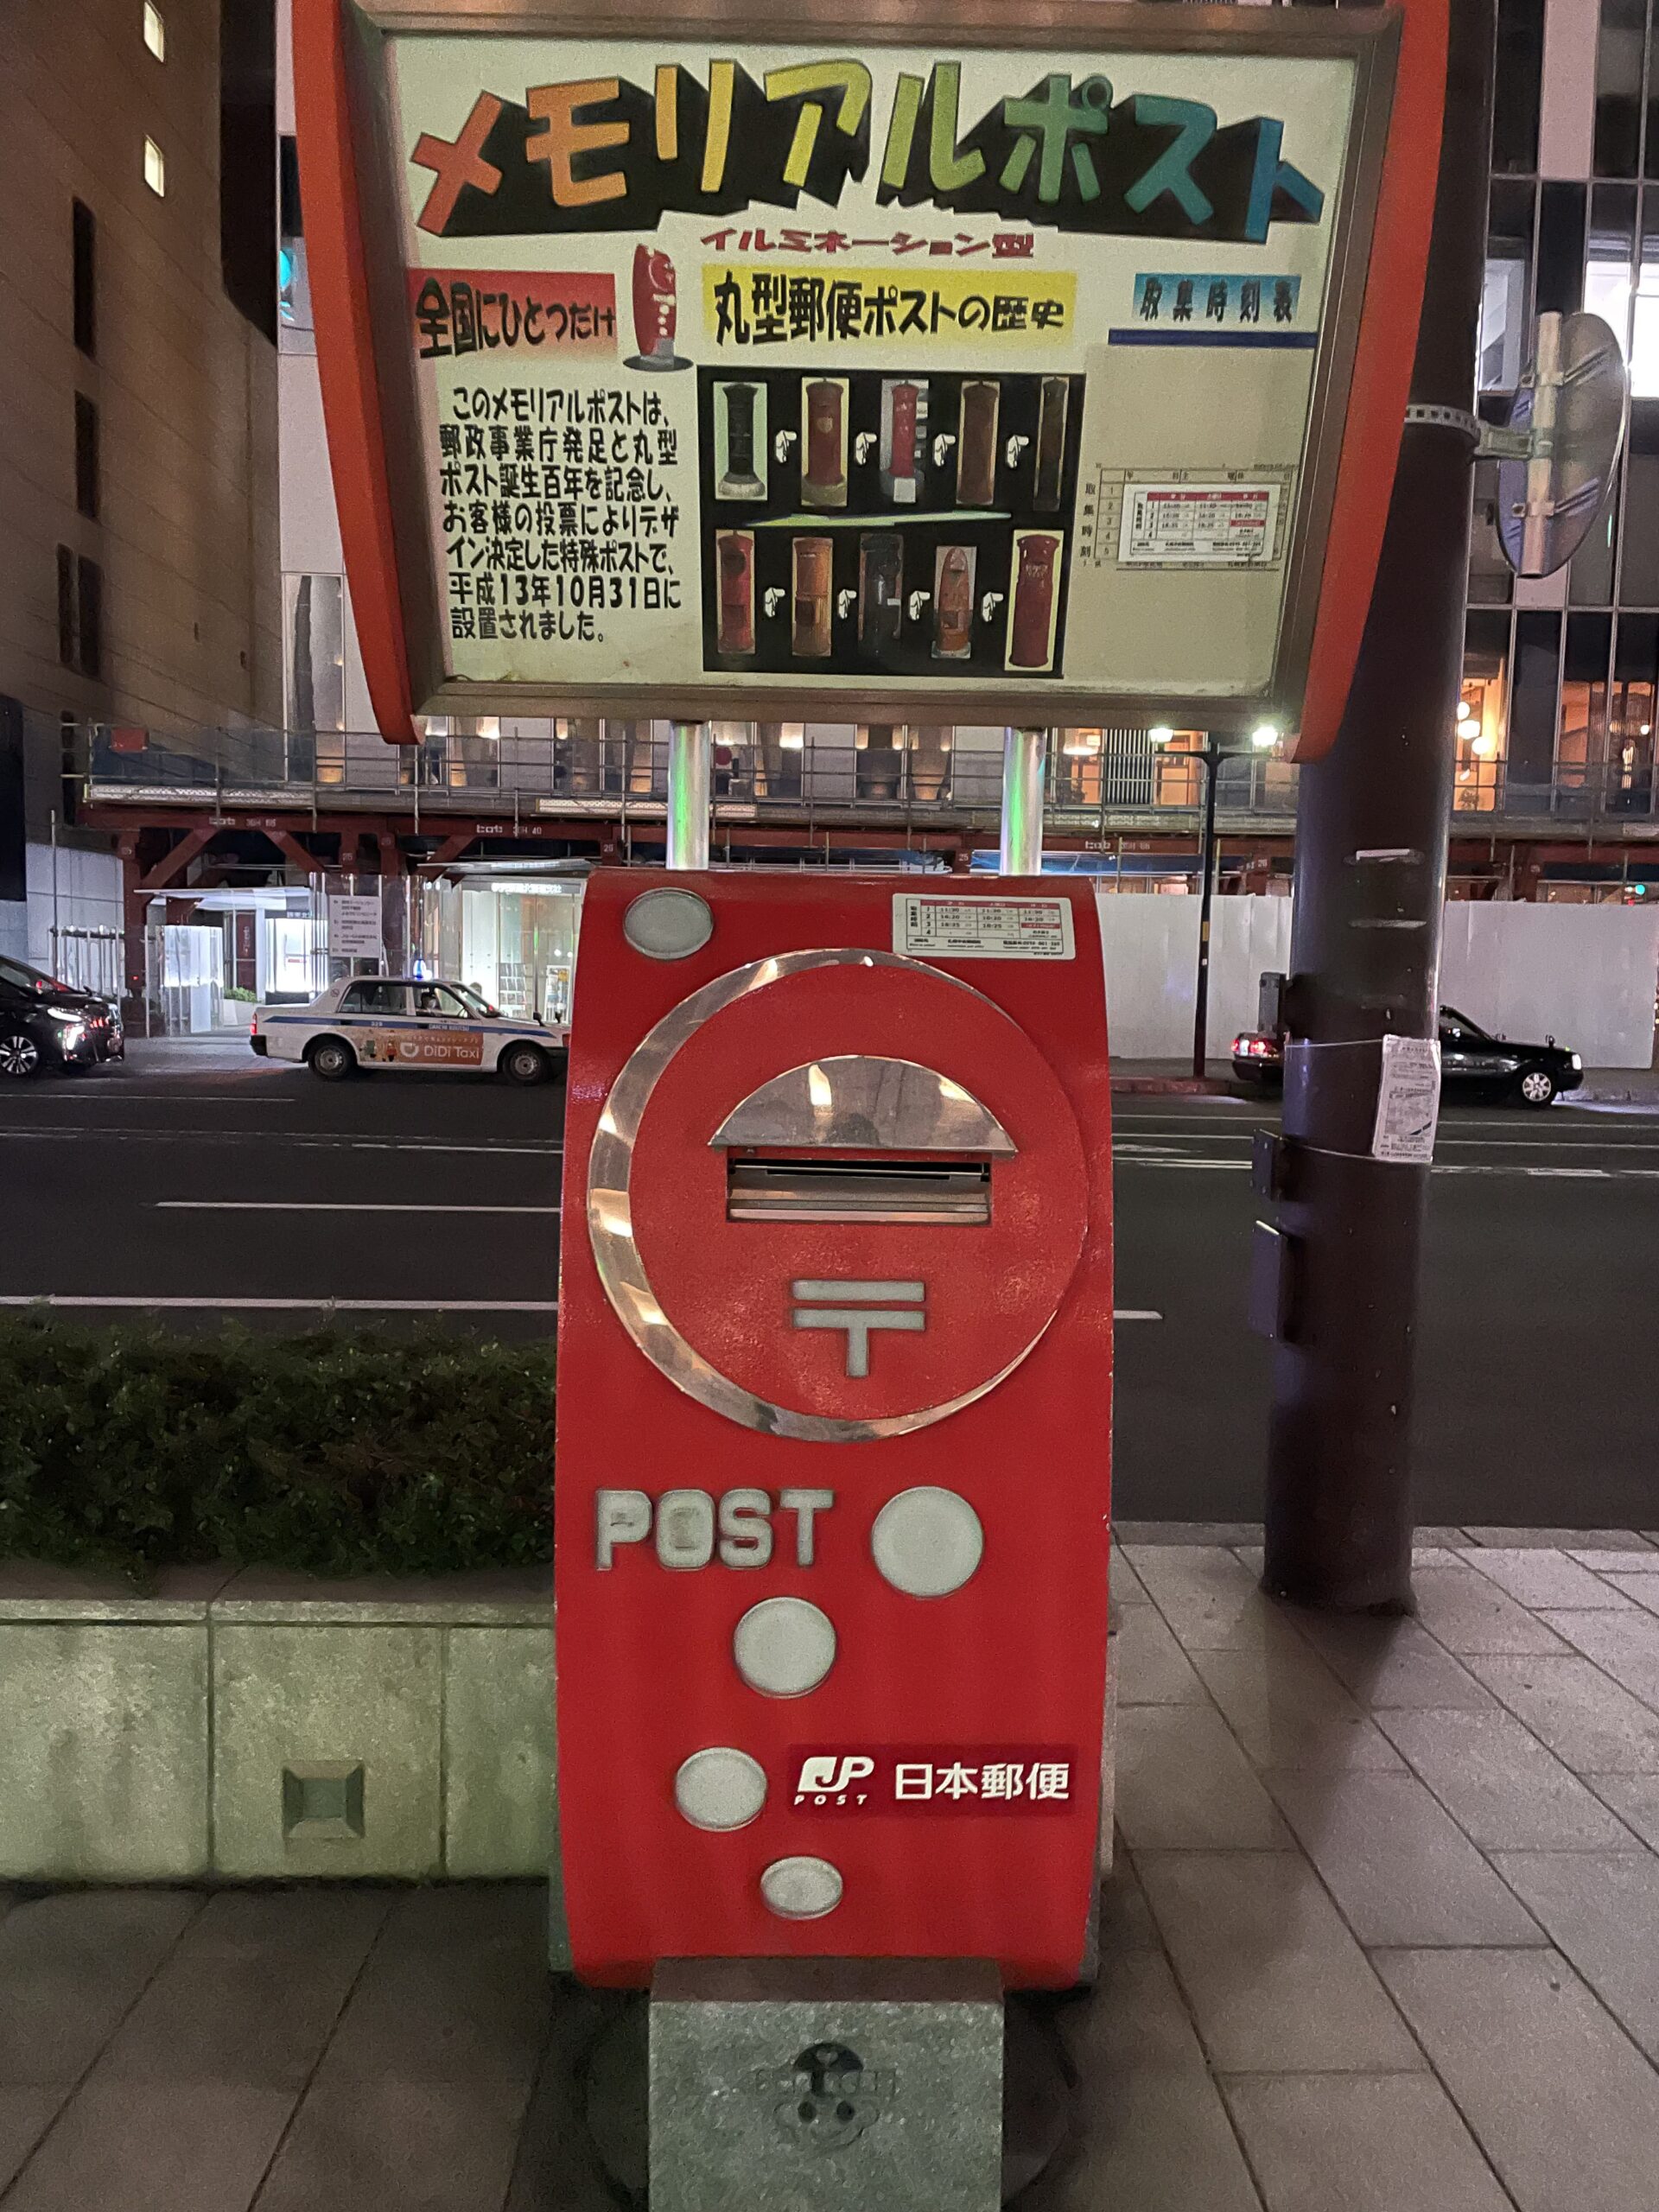 メモリアルポスト
イルミネーション型
全国にひとつだけ
丸型郵便ポストの歴史
取集時刻表
このメモリアルポストは、
郵政事業庁発足と丸型
ポスト誕生百年を記念し、
お客様の投票によりデザ
イン決定した特殊ポストで、
平成13年10月31日に
設置されました。
取集時刻
DiDi Taxi
〒
POST
JP
POST
日本郵便